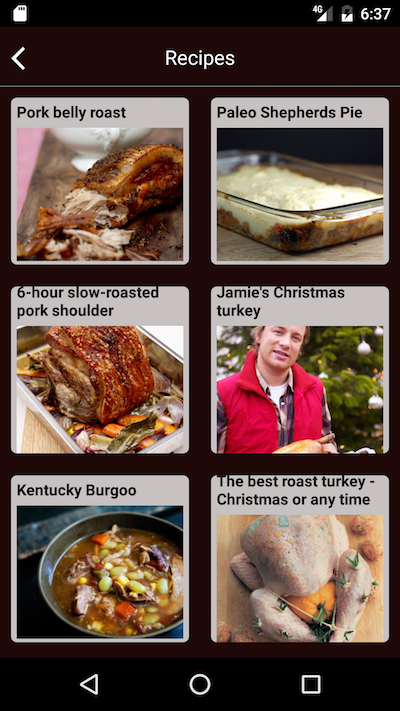 4G 6:37
Recipes
Pork belly roast
Paleo Shepherds Pie
6-hour slow-roasted
pork shoulder
Jamie's Christmas
turkey
Kentucky Burgoo
The best roast turkey -
Christmas or any time